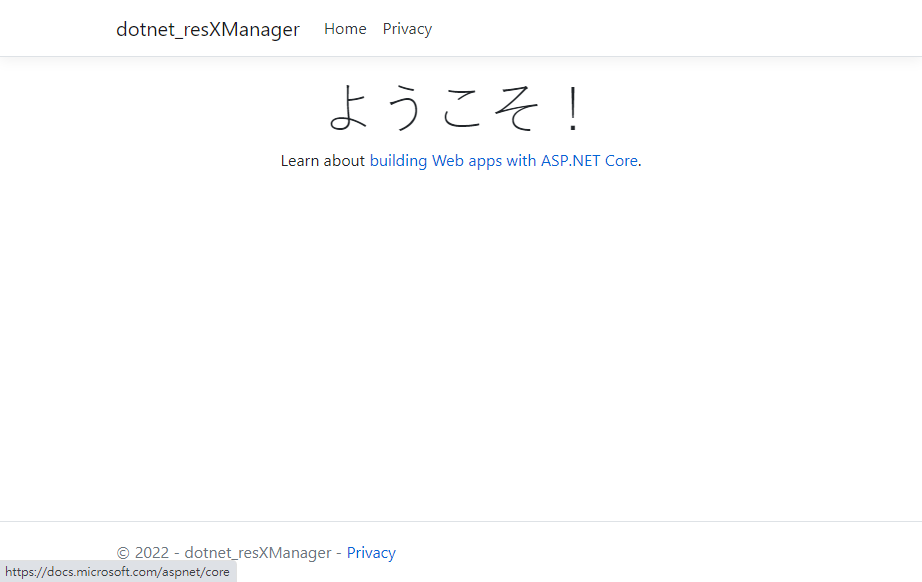 dotnet_resXManager Home Privacy
ようこそ！
Learn about building Web apps with ASP.NET Core.
© 2022 - dotnet_resXManager - Privacy
https://docs.microsoft.com/aspnet/core